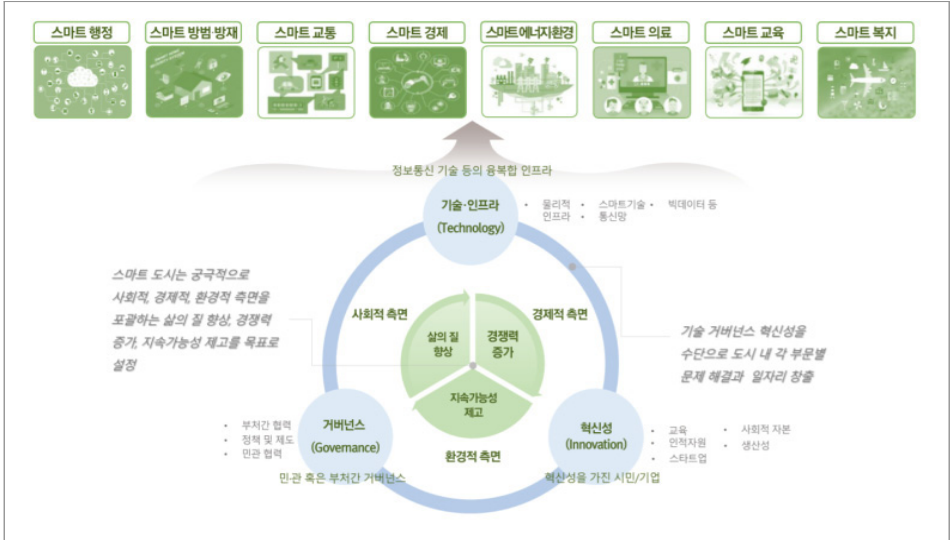 스마트 행정
스마트 방범·방재
스마트 교통
스마트 경제
스마트에너지환경
스마트 의료
스마트 교육
스마트 복지
정보통신 기술 등의 융복합 인프라
기술·인프라
(Technology)
• 물리적 인프라
• 스마트기술
• 통신망
• 빅데이터 등
스마트 도시는 궁극적으로
사회적, 경제적, 환경적 측면을
포괄하는 삶의 질 향상, 경쟁력
증가, 지속가능성 제고를 목표로
설정
사회적 측면
경제적 측면
삶의 질
향상
경쟁력
증가
지속가능성
제고
환경적 측면
기술 거버넌스 혁신성을
수단으로 도시 내 각 부문별
문제 해결과 일자리 창출
• 부처간 협력
• 정책 및 제도
• 민관 협력
거버넌스
(Governance)
민·관 혹은 부처간 거버넌스
혁신성
(Innovation)
• 교육
• 인적자원
• 스타트업
• 사회적 자본
• 생산성
혁신성을 가진 시민/기업